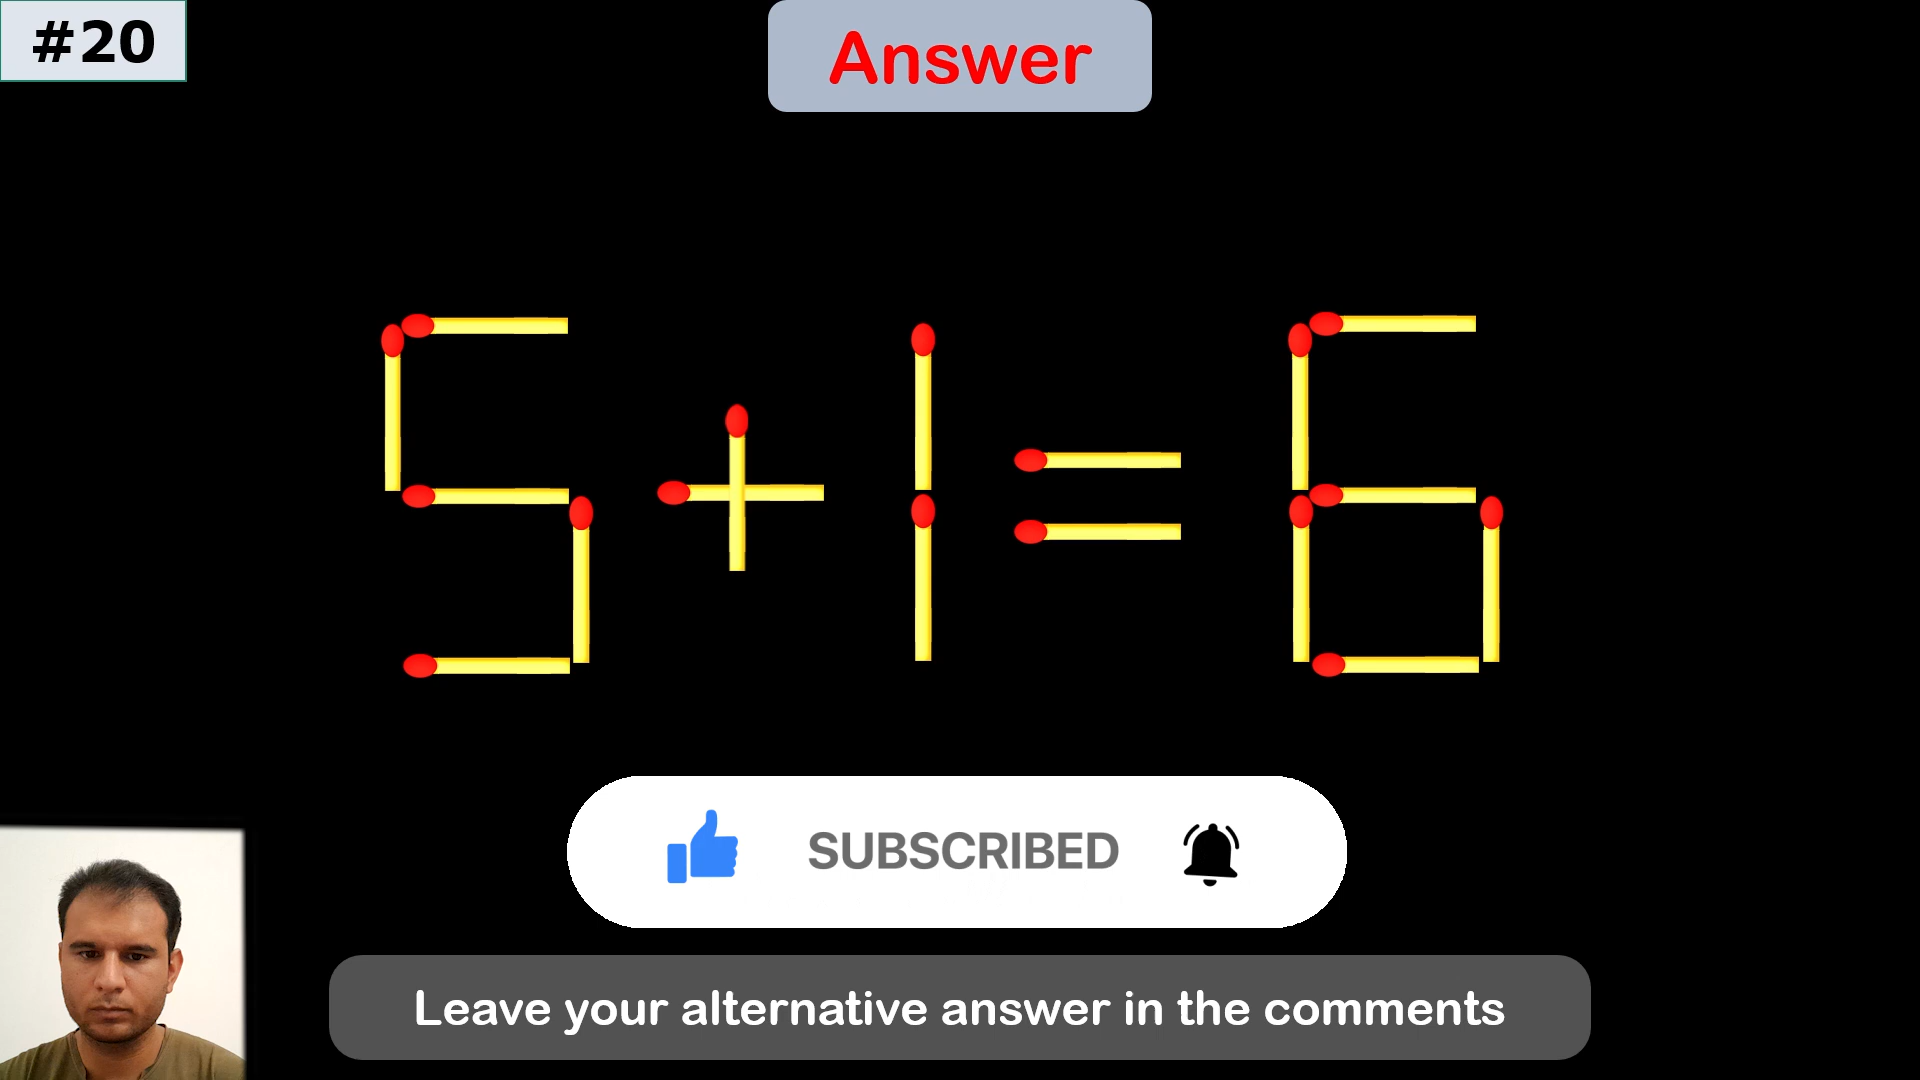 #20
Answer
5+1=6
SUBSCRIBED
Leave your alternative answer in the comments